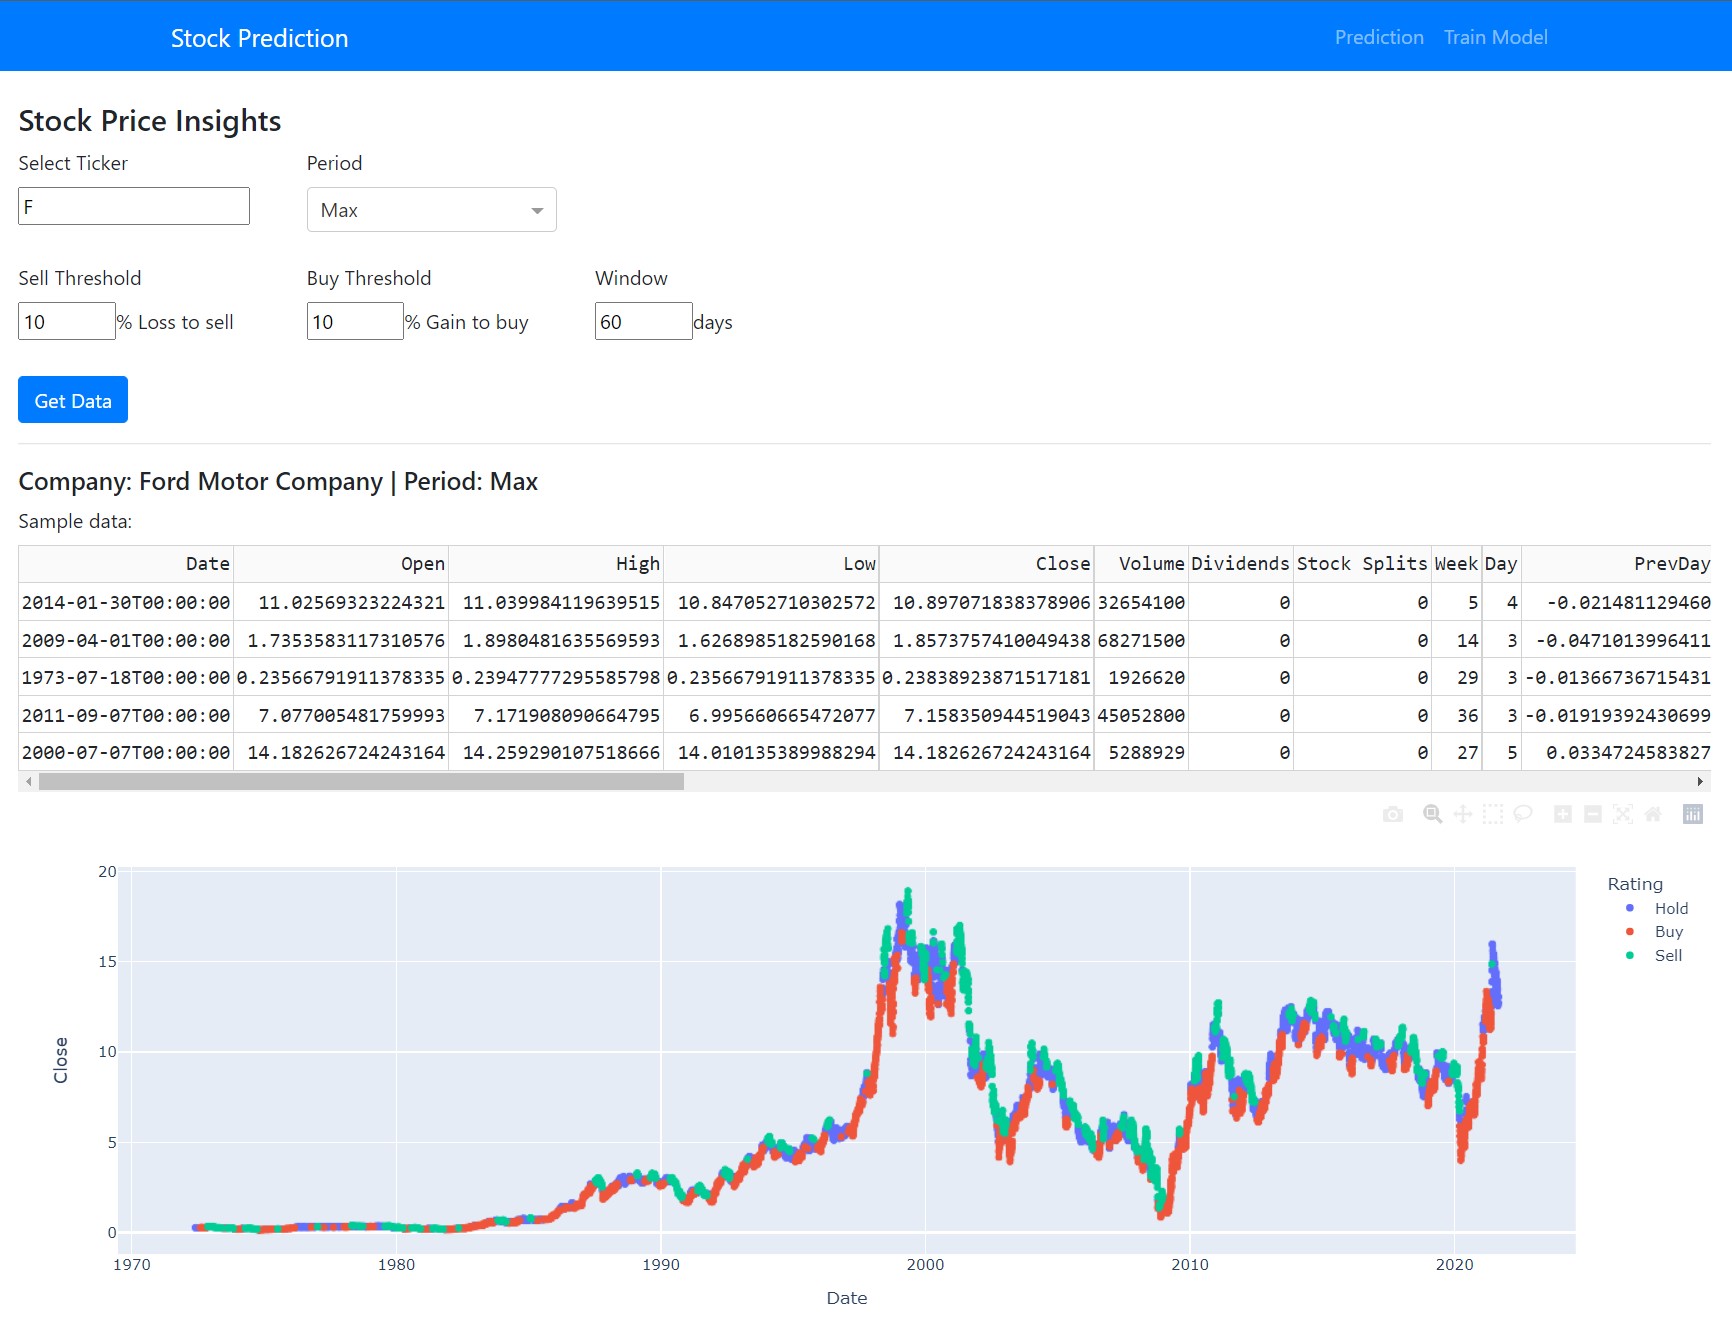 Stock Prediction Prediction Train Model
Stock Price Insights
Select Ticker Period
F Max
Sell Threshold Buy Threshold Window
10 % Loss to sell 10 % Gain to buy 60 days
Get Data
Company: Ford Motor Company | Period: Max
Sample data:
Date Open High Low Close Volume Dividends Stock Splits Week Day PrevDay
2014-01-30T00:00:00 11.02569323224321 11.039984119639515 10.847052710302572 10.897071838378906 32654100 0 0 5 4 -0.021481129460
2009-04-01T00:00:00 1.7353583117310576 1.8980481635569593 1.6268985182590168 1.8573757410049438 68271500 0 0 14 3 -0.0471013996411
1973-07-18T00:00:00 0.23566791911378335 0.23947777295585798 0.23566791911378335 0.23838923871517181 1926620 0 0 29 3 -0.01366736715431
2011-09-07T00:00:00 7.077005481759993 7.171908090664795 6.995660665472077 7.158350944519043 45052800 0 0 36 3 -0.01919392430699
2000-07-07T00:00:00 14.182626724243164 14.259290107518666 14.010135389988294 14.182626724243164 5288929 0 0 27 5 0.0334724583827
20
15
10
5
0
Close
1970 1980 1990 2000 2010 2020
Date
Rating
Hold
Buy
Sell